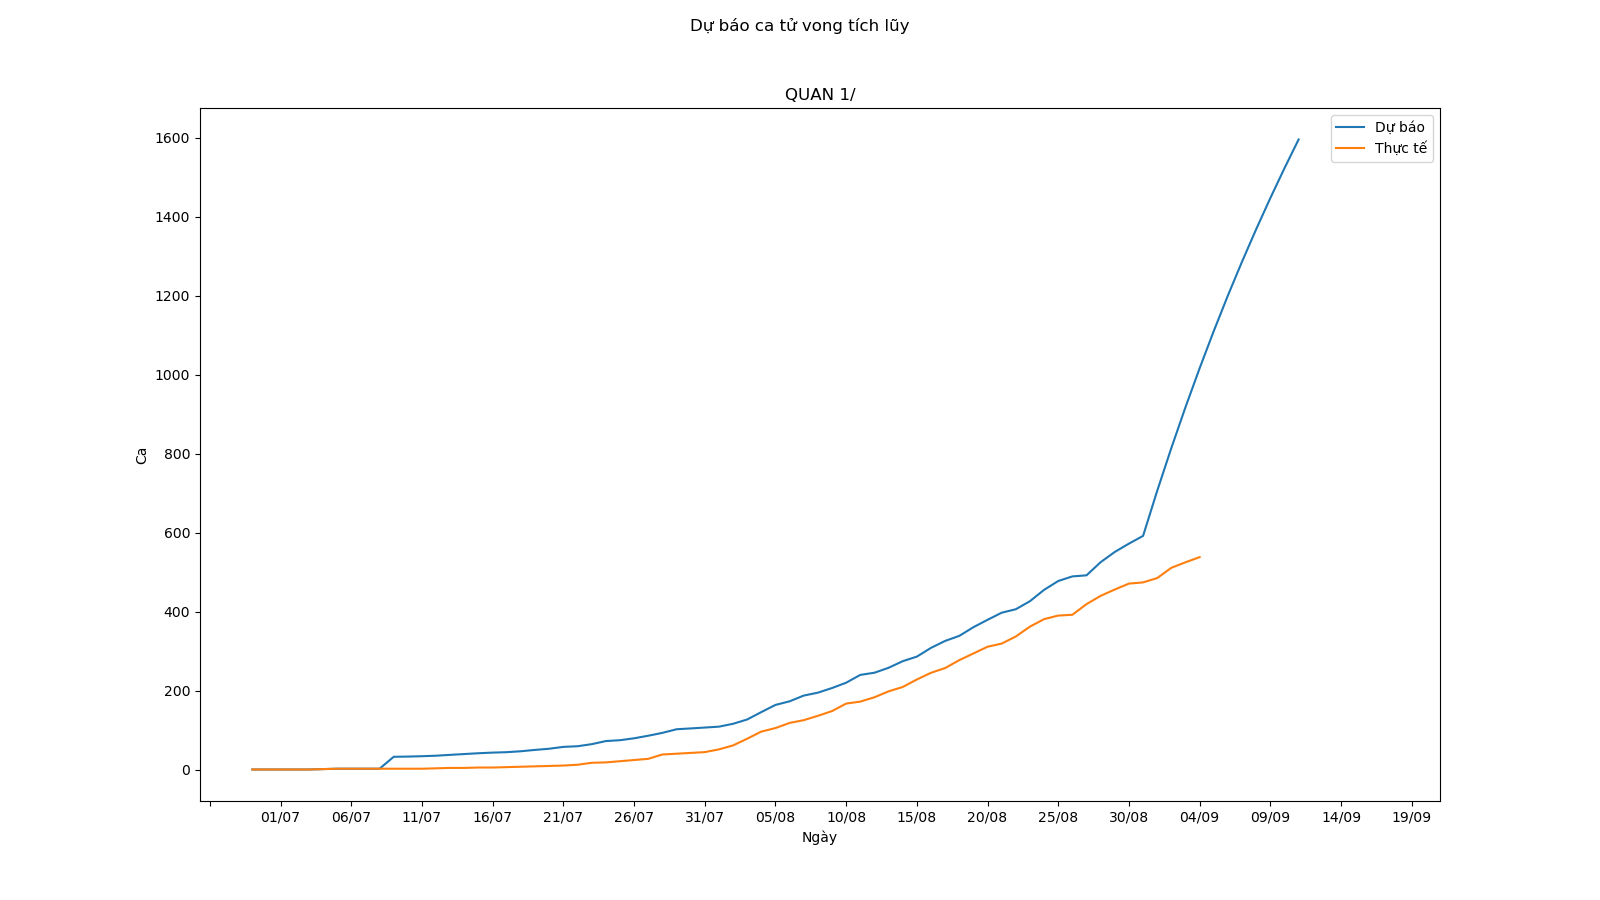 Dự báo ca tử vong tích lũy
QUAN 1/
Dự báo
Thực tế
1600
1400
1200
1000
800
600
400
200
0
Ca
01/07 06/07 11/07 16/07 21/07 26/07 31/07 05/08 10/08 15/08 20/08 25/08 30/08 04/09 09/09 14/09 19/09
Ngày